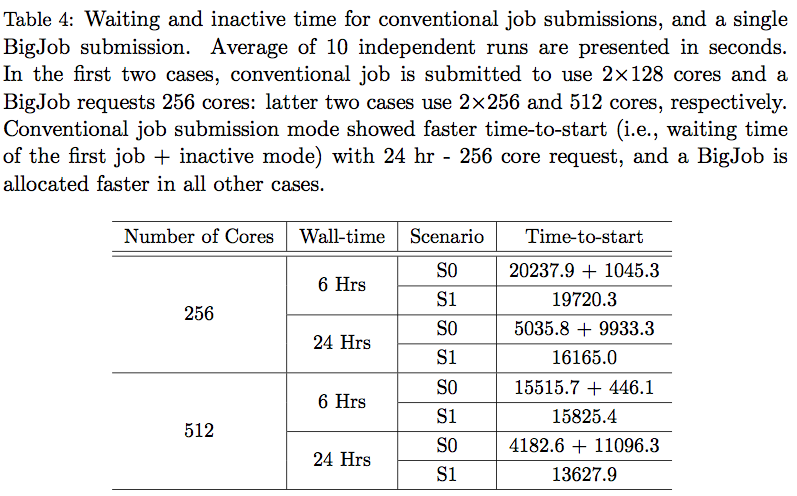 Table 4: Waiting and inactive time for conventional job submissions, and a single
BigJob submission. Average of 10 independent runs are presented in seconds.
In the first two cases, conventional job is submitted to use 2×128 cores and a
BigJob requests 256 cores: latter two cases use 2×256 and 512 cores, respectively.
Conventional job submission mode showed faster time-to-start (i.e., waiting time
of the first job + inactive mode) with 24 hr - 256 core request, and a BigJob is
allocated faster in all other cases.
Number of Cores Wall-time Scenario Time-to-start
256
6 Hrs
S0 20237.9 + 1045.3
S1 19720.3
24 Hrs
S0 5035.8 + 9933.3
S1 16165.0
512
6 Hrs
S0 15515.7 + 446.1
S1 15825.4
24 Hrs
S0 4182.6 + 11096.3
S1 13627.9